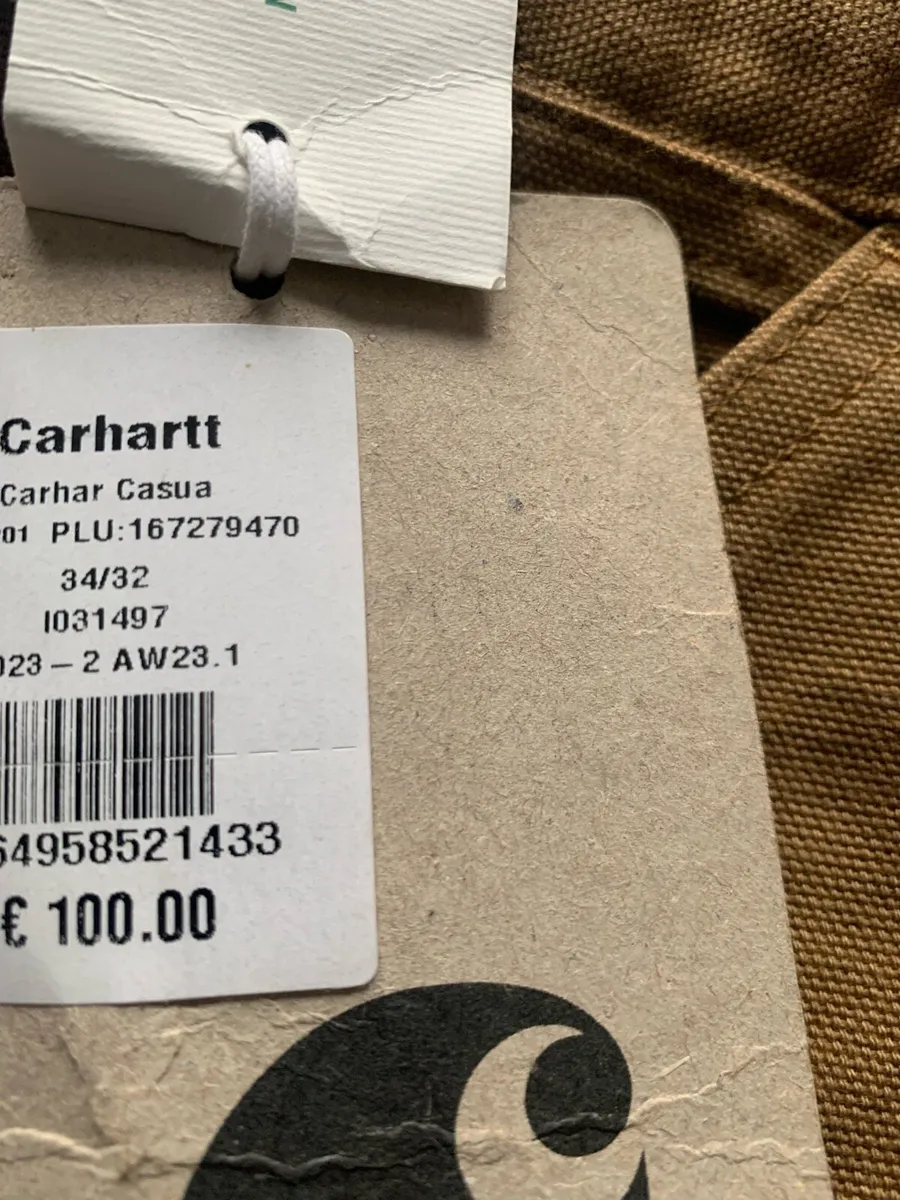 Carhartt
Carhar Casua
01 PLU:167279470
34/32
I031497
023 – 2 AW23.1
64958521433
€ 100.00